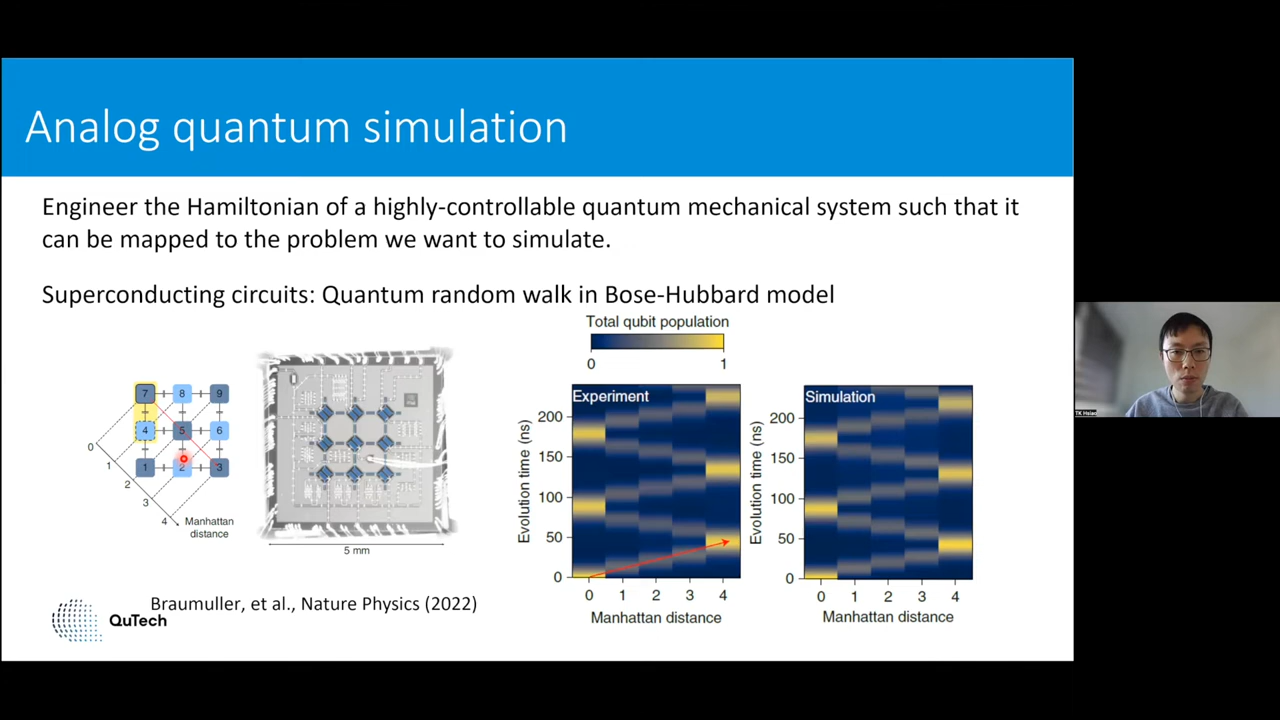 Analog quantum simulation
Engineer the Hamiltonian of a highly-controllable quantum mechanical system such that it
can be mapped to the problem we want to simulate.
Superconducting circuits: Quantum random walk in Bose-Hubbard model
Total qubit population
0 1
7 8 9
4 5 6
1 2 3
0
1
2
3
4
Manhattan
distance
5 mm
Experiment
Evolution time (ns)
200
150
100
50
0
0 1 2 3 4
Manhattan distance
Simulation
Evolution time (ns)
200
150
100
50
0
0 1 2 3 4
Manhattan distance
Braumuller, et al., Nature Physics (2022)
QuTech
TK Hsiao